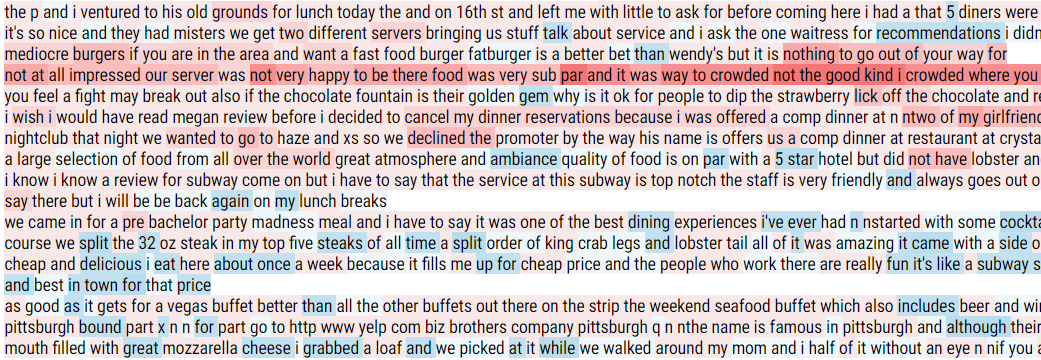 the p and i ventured to his old grounds for lunch today the and on 16th st and left me with little to ask for before coming here i had a that 5 diners were
it's so nice and they had misters we get two different servers bringing us stuff talk about service and i ask the one waitress for recommendations i didn
mediocre burgers if you are in the area and want a fast food burger fatburger is a better bet than wendy's but it is nothing to go out of your way for
not at all impressed our server was not very happy to be there food was very sub par and it was way to crowded not the good kind i crowded where you
you feel a fight may break out also if the chocolate fountain is their golden gem why is it ok for people to dip the strawberry lick off the chocolate and
i wish i would have read megan review before i decided to cancel my dinner reservations because i was offered a comp dinner at n ntwo of my girlfriend
nightclub that night we wanted to go to haze and xs so we declined the promoter by the way his name is offers us a comp dinner at restaurant at crysta
a large selection of food from all over the world great atmosphere and ambiance quality of food is on par with a 5 star hotel but did not have lobster an
i know i know a review for subway come on but i have to say that the service at this subway is top notch the staff is very friendly and always goes out o
say there but i will be be back again on my lunch breaks
we came in for a pre bachelor party madness meal and i have to say it was one of the best dining experiences i've ever had n nstarted with some cockta
course we split the 32 oz steak in my top five steaks of all time a split order of king crab legs and lobster tail all of it was amazing it came with a side o
cheap and delicious i eat here about once a week because it fills me up for cheap price and the people who work there are really fun it's like a subway s
and best in town for that price
as good as it gets for a vegas buffet better than all the other buffets out there on the strip the weekend seafood buffet which also includes beer and wi
pittsburgh bound part x n n for part go to http www yelp com biz brothers company pittsburgh q n nthe name is famous in pittsburgh and although their
mouth filled with great mozzarella cheese i grabbed a loaf and we picked at it while we walked around my mom and i half of it without an eye n nif you